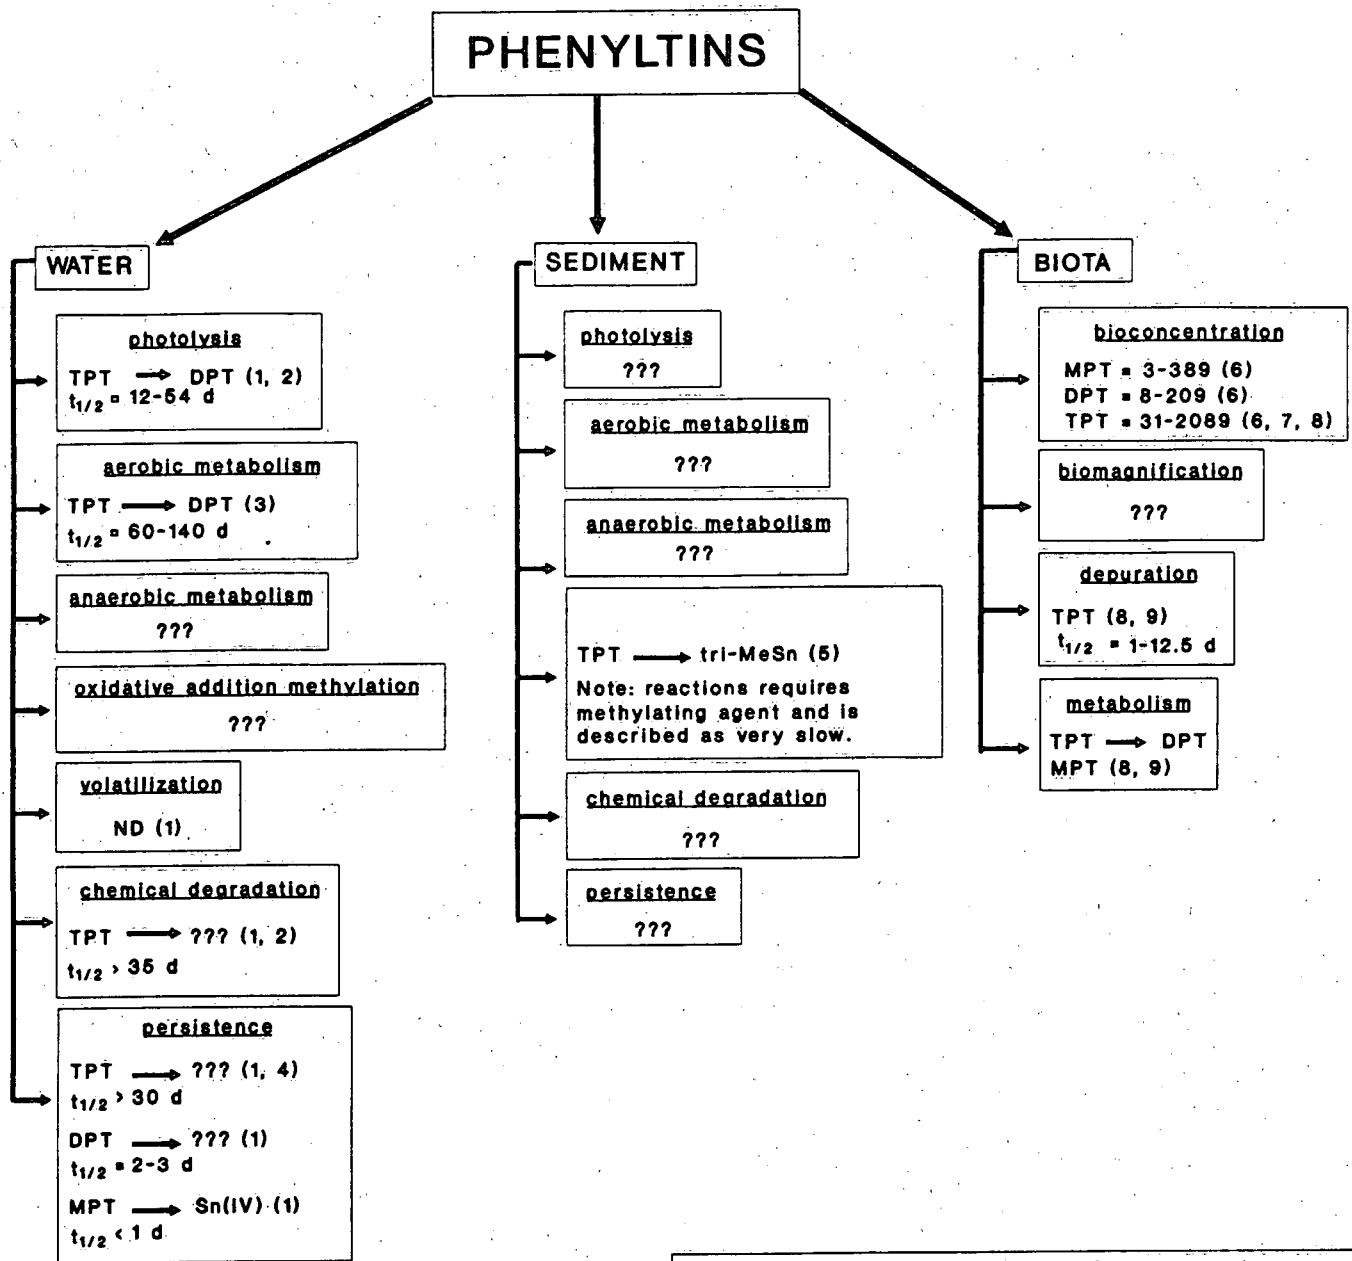 PHENYLTINS
WATER
photolysis
TPT → DPT (1, 2)
t1/2 = 12-54 d
aerobic metabolism
TPT → DPT (3)
t1/2 = 60-140 d
anaerobic metabolism
???
oxidative addition methylation
???
volatilization
ND (1)
chemical degradation
TPT → ??? (1, 2)
t1/2 > 35 d
persistence
TPT → ??? (1, 4)
t1/2 > 30 d
DPT → ??? (1)
t1/2 = 2-3 d
MPT → Sn(IV) (1)
t1/2 < 1 d
SEDIMENT
photolysis
???
aerobic metabolism
???
anaerobic metabolism
???
TPT → tri-MeSn (5)
Note: reactions requires
methylating agent and is
described as very slow.
chemical degradation
???
persistence
???
BIOTA
bioconcentration
MPT = 3-389 (6)
DPT = 8-209 (6)
TPT = 31-2089 (6, 7, 8)
biomagnification
???
depuration
TPT (8, 9)
t1/2 = 1-12.5 d
metabolism
TPT → DPT
MPT (8, 9)